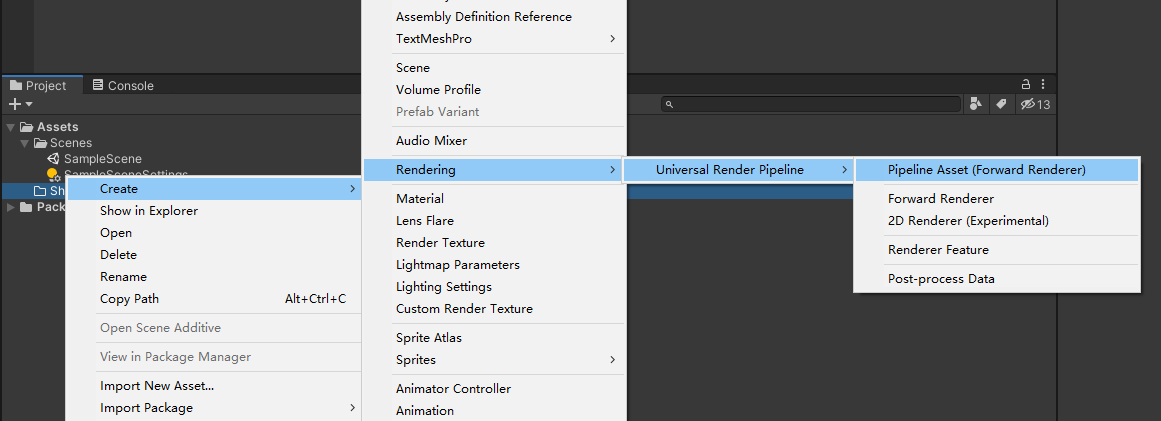 Assembly Definition Reference
TextMeshPro
Scene
Volume Profile
Prefab Variant
Audio Mixer
Rendering
Material
Lens Flare
Render Texture
Lightmap Parameters
Lighting Settings
Custom Render Texture
Sprite Atlas
Sprites
Animator Controller
Animation
Project
Console
13
Assets
Scenes
SampleScene
SampleSceneSettings
Sh
Pack
Create
Show in Explorer
Open
Delete
Rename
Copy Path Alt+Ctrl+C
Open Scene Additive
View in Package Manager
Import New Asset...
Import Package
Universal Render Pipeline
Pipeline Asset (Forward Renderer)
Forward Renderer
2D Renderer (Experimental)
Renderer Feature
Post-process Data